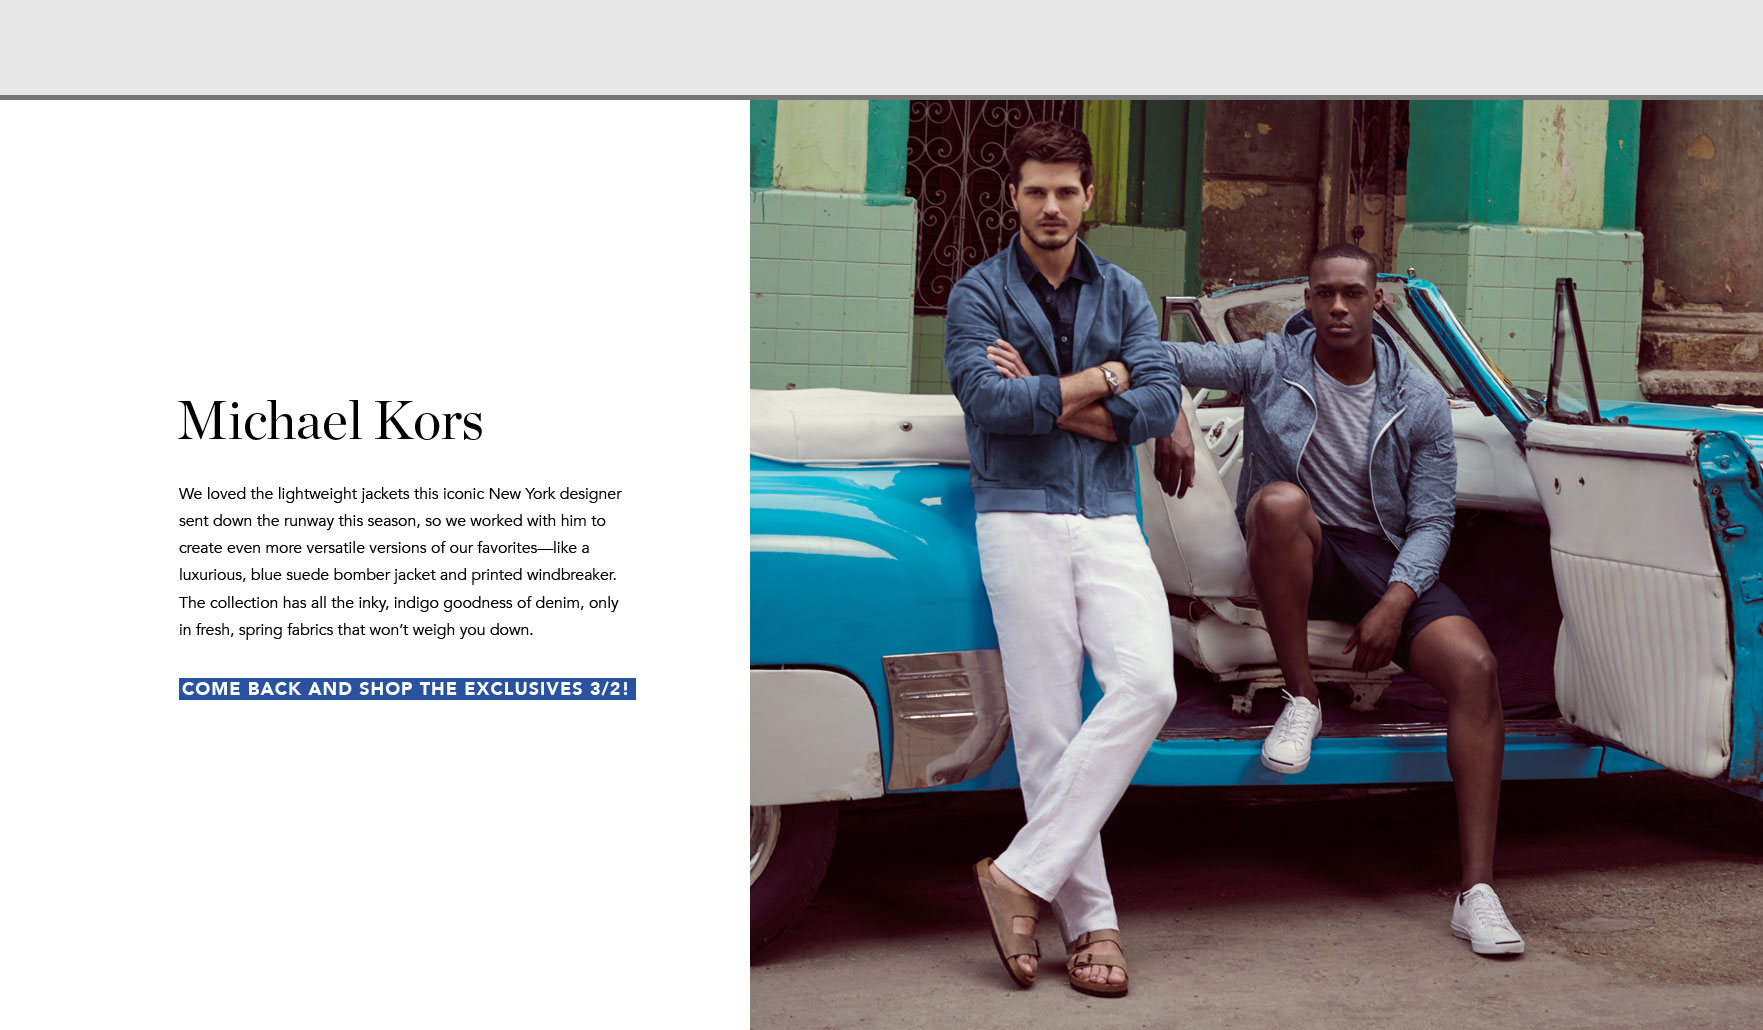 Michael Kors
We loved the lightweight jackets this iconic New York designer
sent down the runway this season, so we worked with him to
create even more versatile versions of our favorites—like a
luxurious, blue suede bomber jacket and printed windbreaker.
The collection has all the inky, indigo goodness of denim, only
in fresh, spring fabrics that won’t weigh you down.
COME BACK AND SHOP THE EXCLUSIVES 3/2!